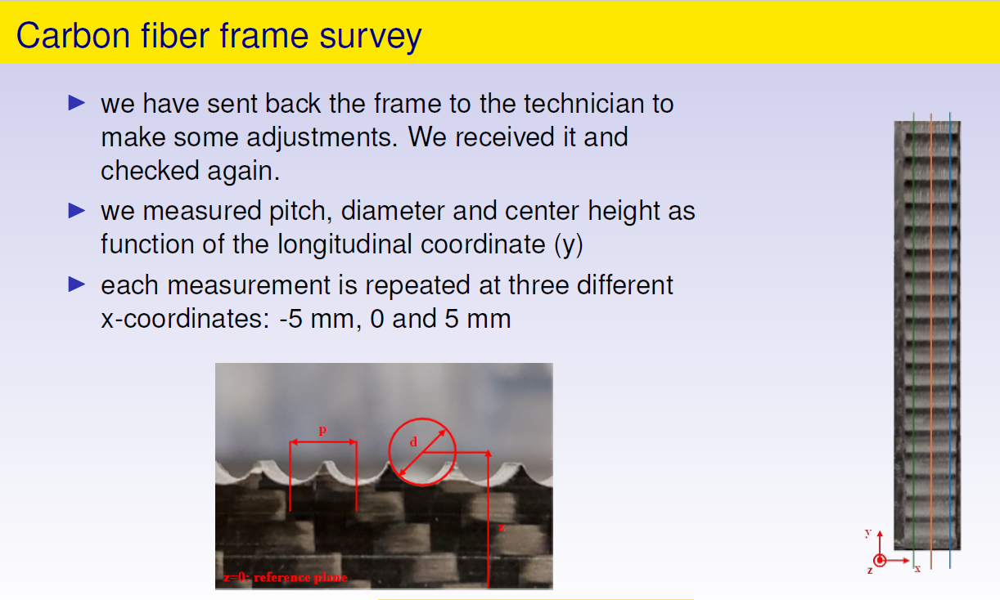 Carbon fiber frame survey
we have sent back the frame to the technician to
make some adjustments. We received it and
checked again.
we measured pitch, diameter and center height as
function of the longitudinal coordinate (y)
each measurement is repeated at three different
x-coordinates: -5 mm, 0 and 5 mm
p
d
z
z=0: reference plane
y
z
x